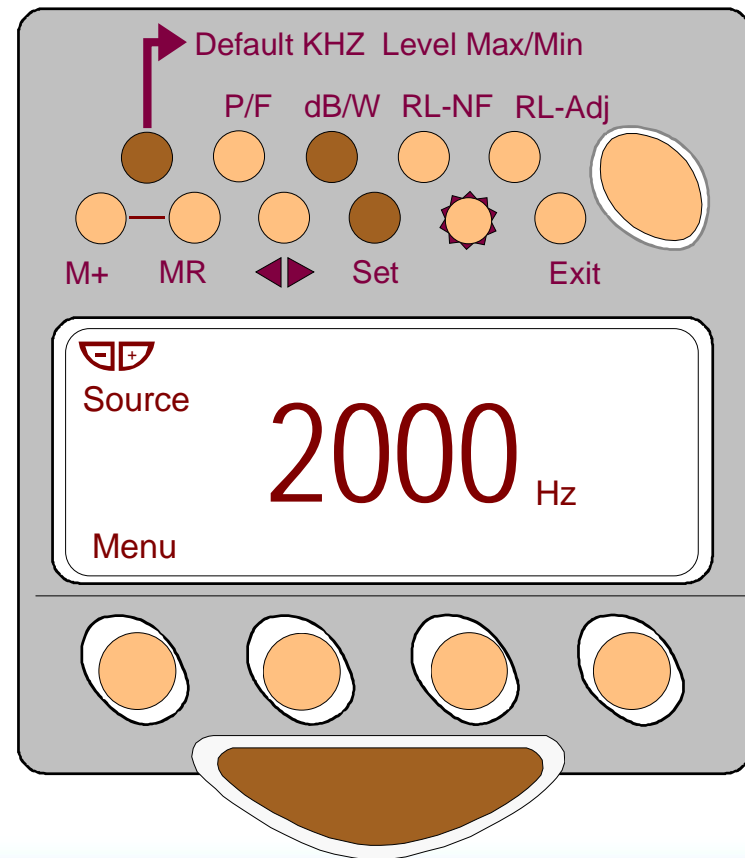 Default KHZ Level Max/Min
P/F dB/W RL-NF RL-Adj
M+ MR Set Exit
- +
Source
2000 Hz
Menu